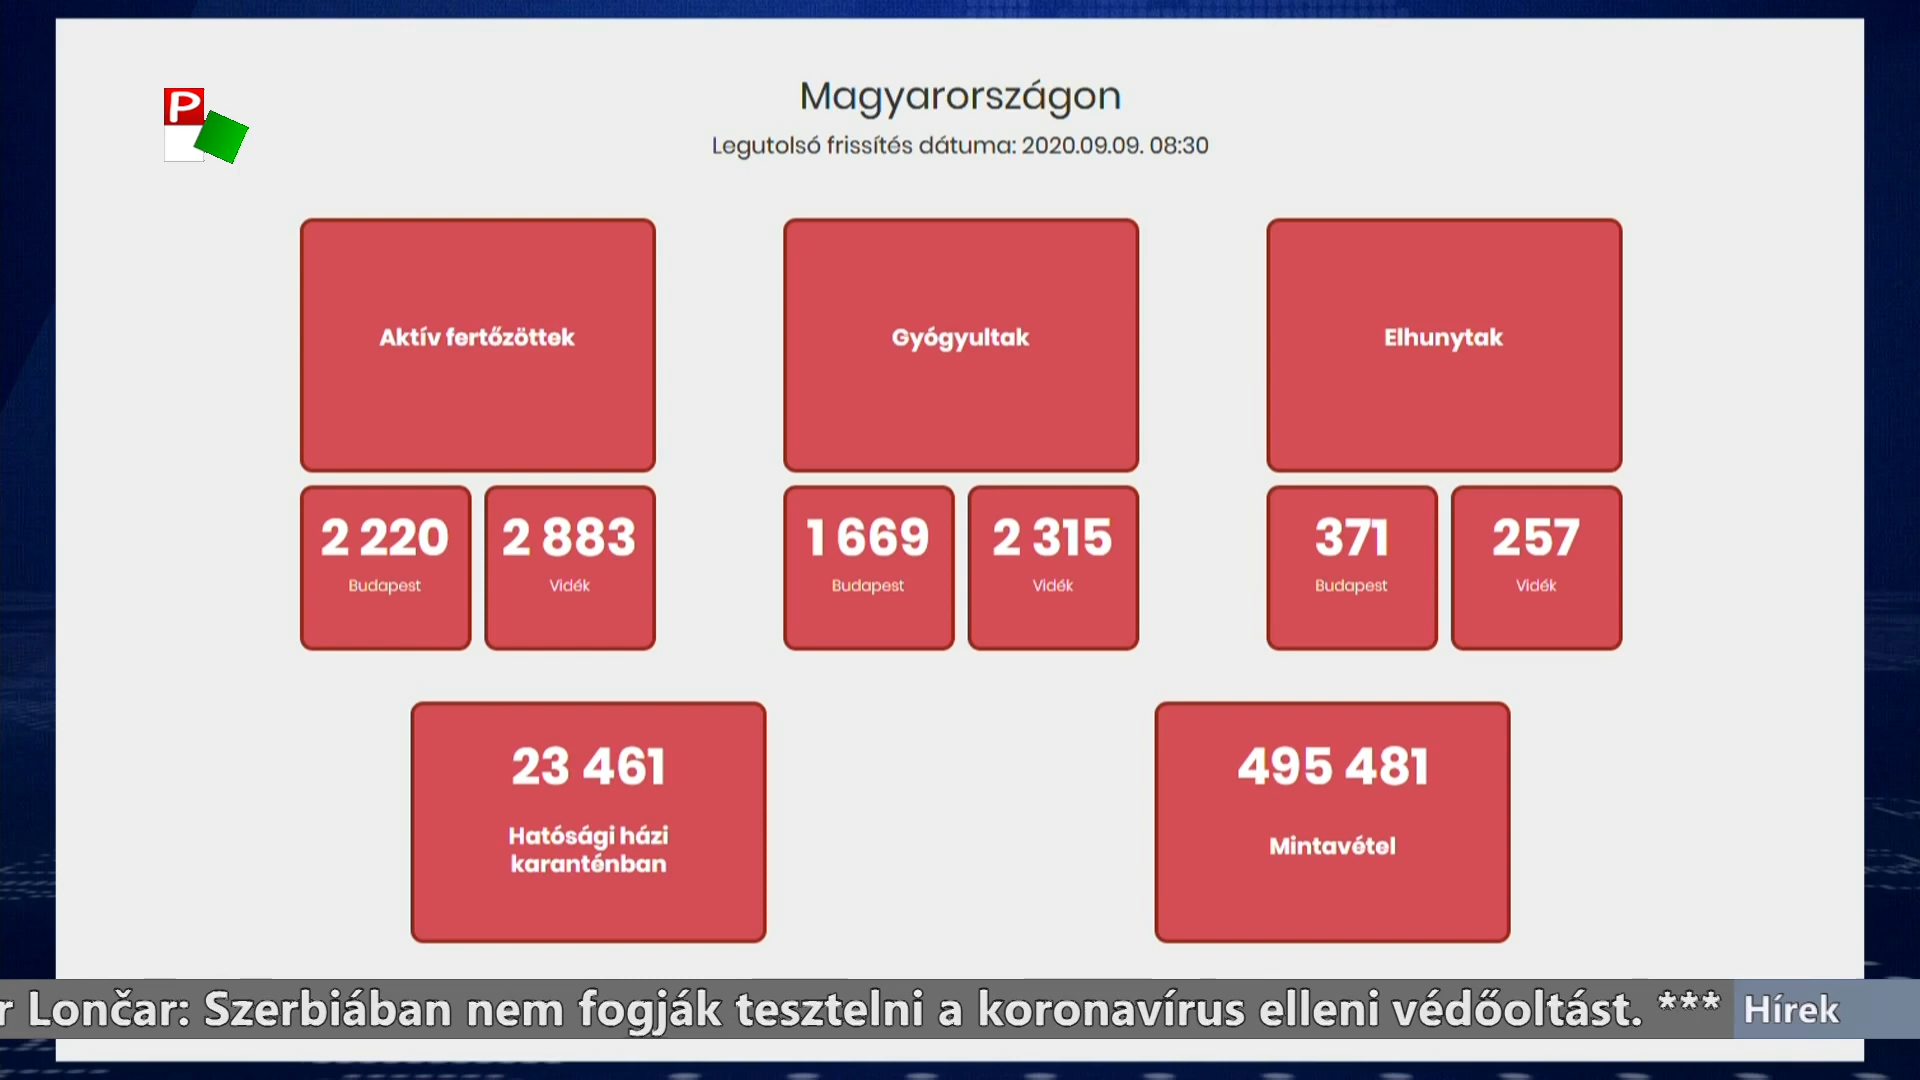 P
Magyarországon
Legutolsó frissítés dátuma: 2020.09.09. 08:30
Aktív fertőzöttek
Gyógyultak
Elhunytak
2 220
Budapest
2 883
Vidék
1 669
Budapest
2 315
Vidék
371
Budapest
257
Vidék
23 461
Hatósági házi
karanténban
495 481
Mintavétel
r Lončar: Szerbiában nem fogják tesztelni a koronavírus elleni védőoltást. ***
Hírek